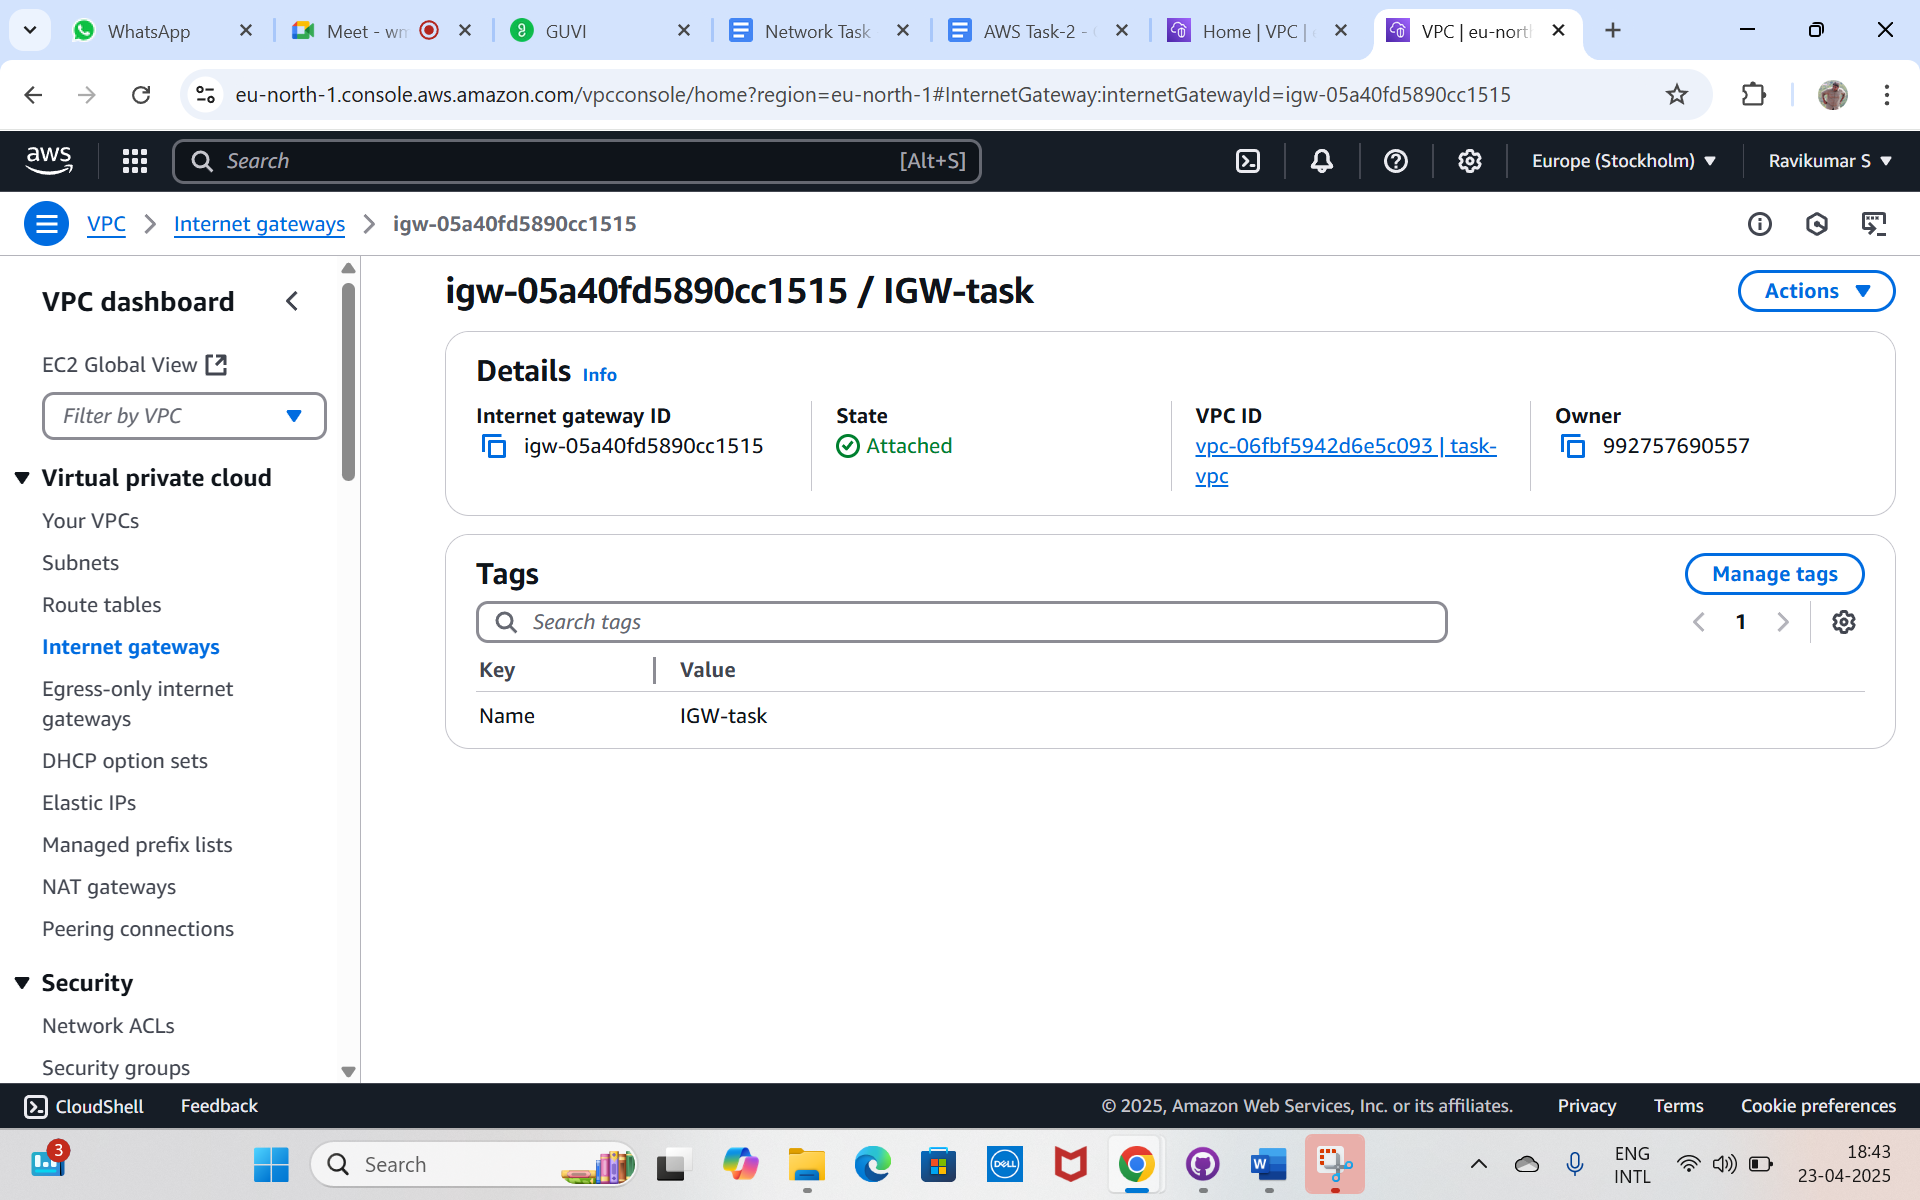 WhatsApp
Meet - wm
GUVI
Network Task
AWS Task-2 -
Home | VPC |
VPC | eu-nort
eu-north-1.console.aws.amazon.com/vpcconsole/home?region=eu-north-1#InternetGateway:internetGatewayId=igw-05a40fd5890cc1515
aws
Search
[Alt+S]
Europe (Stockholm)
Ravikumar S
VPC
Internet gateways
igw-05a40fd5890cc1515
VPC dashboard
EC2 Global View
Filter by VPC
Virtual private cloud
Your VPCs
Subnets
Route tables
Internet gateways
Egress-only internet
gateways
DHCP option sets
Elastic IPs
Managed prefix lists
NAT gateways
Peering connections
Security
Network ACLs
Security groups
igw-05a40fd5890cc1515 / IGW-task
Actions
Details Info
Internet gateway ID
igw-05a40fd5890cc1515
State
Attached
VPC ID
vpc-06fbf5942d6e5c093 | task-
vpc
Owner
992757690557
Tags
Manage tags
Search tags
1
Key
Value
Name
IGW-task
CloudShell
Feedback
© 2025, Amazon Web Services, Inc. or its affiliates.
Privacy
Terms
Cookie preferences
3
Search
DELL
W
ENG
INTL
18:43
23-04-2025